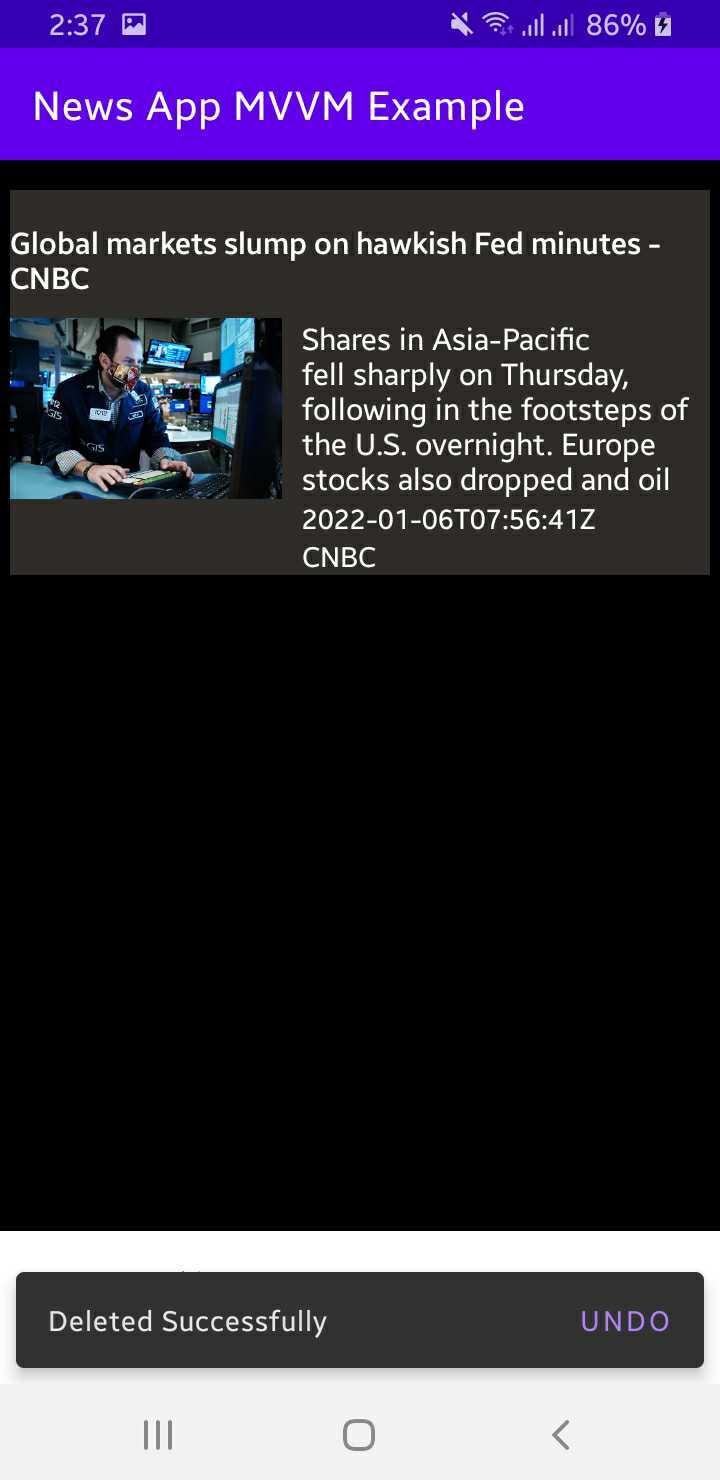 2:37 86%
News App MVVM Example
Global markets slump on hawkish Fed minutes -
CNBC
Shares in Asia-Pacific
fell sharply on Thursday,
following in the footsteps of
the U.S. overnight. Europe
stocks also dropped and oil
2022-01-06T07:56:41Z
CNBC
Deleted Successfully UNDO